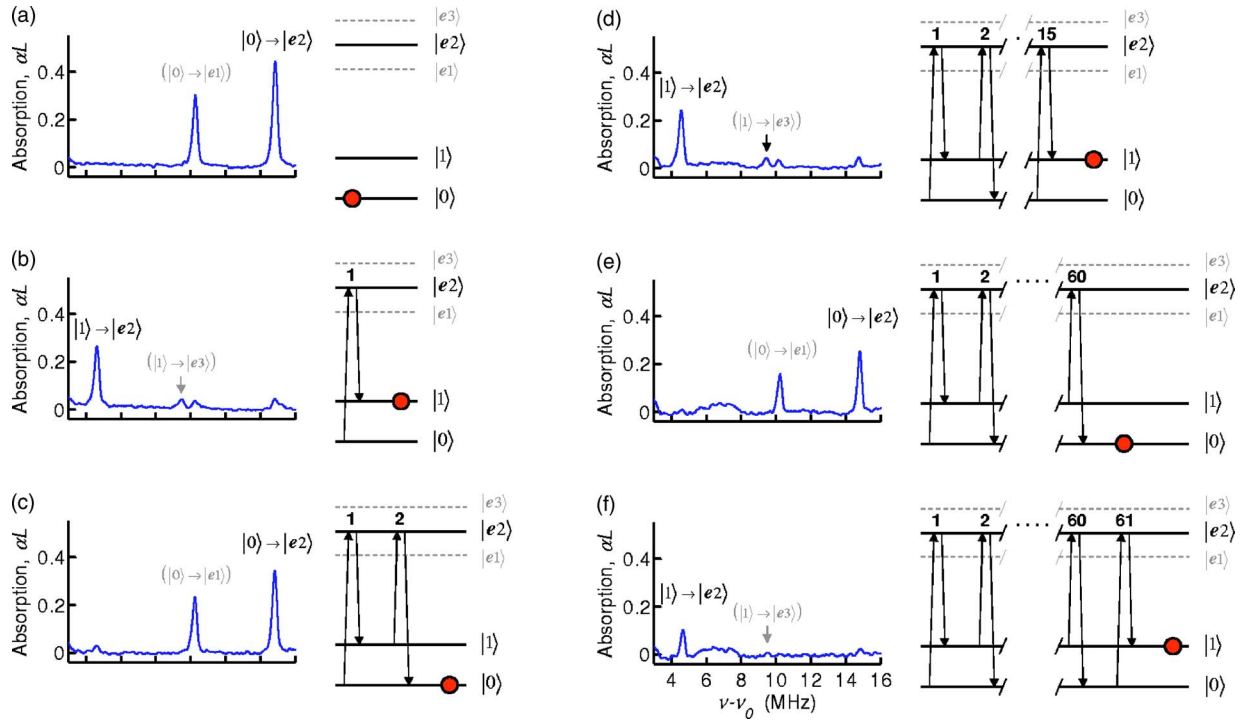 (a)
Absorption, αL
0.4
0.2
0
(|0⟩→|e1⟩)
|0⟩→|e2⟩
|e3⟩
|e2⟩
|e1⟩
|1⟩
|0⟩
(b)
Absorption, αL
0.4
0.2
0
|1⟩→|e2⟩
(|1⟩→|e3⟩)
1
|e3⟩
|e2⟩
|e1⟩
|1⟩
|0⟩
(c)
Absorption, αL
0.4
0.2
0
(|0⟩→|e1⟩)
|0⟩→|e2⟩
1 2
|e3⟩
|e2⟩
|e1⟩
|1⟩
|0⟩
(d)
Absorption, αL
0.4
0.2
0
|1⟩→|e2⟩
(|1⟩→|e3⟩)
1 2 · 15
|e3⟩
|e2⟩
|e1⟩
|1⟩
|0⟩
(e)
Absorption, αL
0.4
0.2
0
(|0⟩→|e1⟩)
|0⟩→|e2⟩
1 2 ···· 60
|e3⟩
|e2⟩
|e1⟩
|1⟩
|0⟩
(f)
Absorption, αL
0.4
0.2
0
|1⟩→|e2⟩
(|1⟩→|e3⟩)
4 6 8 10 12 14 16
ν-ν0 (MHz)
1 2 ···· 60 61
|e3⟩
|e2⟩
|e1⟩
|1⟩
|0⟩